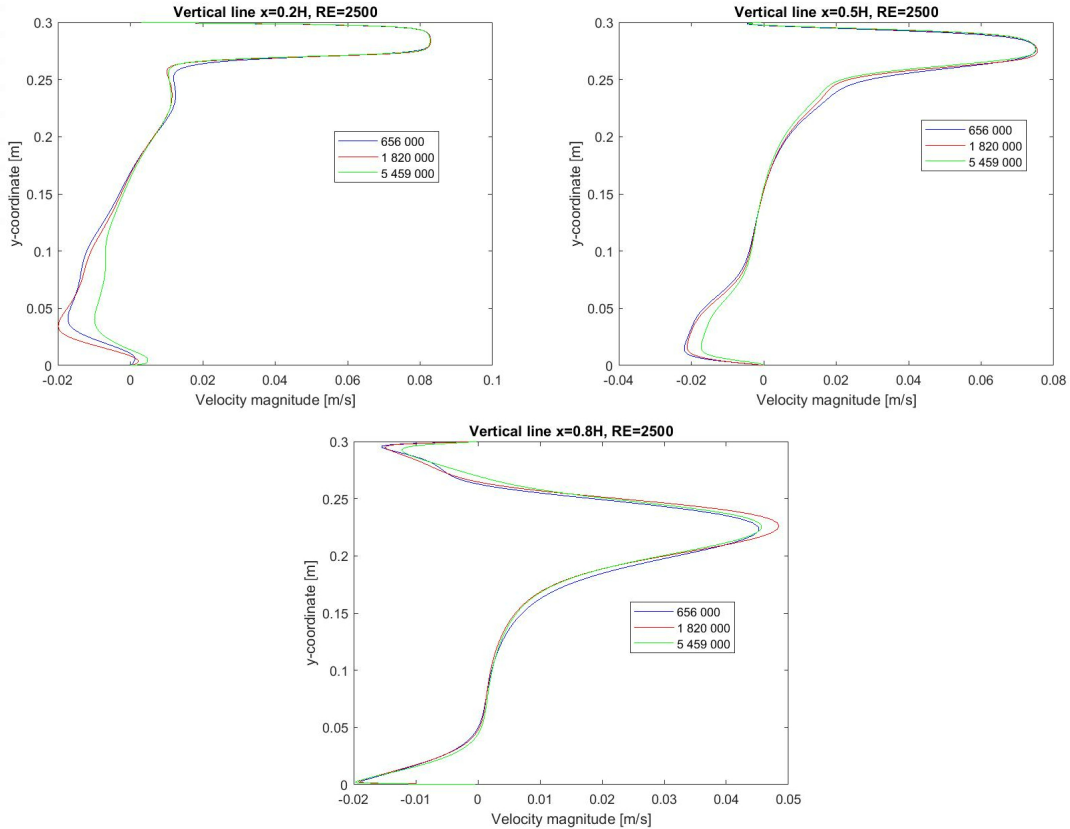 Vertical line x=0.2H, RE=2500
0.3
0.25
0.2
0.15
0.1
0.05
0
y-coordinate [m]
656 000
1 820 000
5 459 000
-0.02 0 0.02 0.04 0.06 0.08 0.1
Velocity magnitude [m/s]
Vertical line x=0.5H, RE=2500
0.3
0.25
0.2
0.15
0.1
0.05
0
y-coordinate [m]
656 000
1 820 000
5 459 000
-0.04 -0.02 0 0.02 0.04 0.06 0.08
Velocity magnitude [m/s]
Vertical line x=0.8H, RE=2500
0.3
0.25
0.2
0.15
0.1
0.05
0
y-coordinate [m]
656 000
1 820 000
5 459 000
-0.02 -0.01 0 0.01 0.02 0.03 0.04 0.05
Velocity magnitude [m/s]